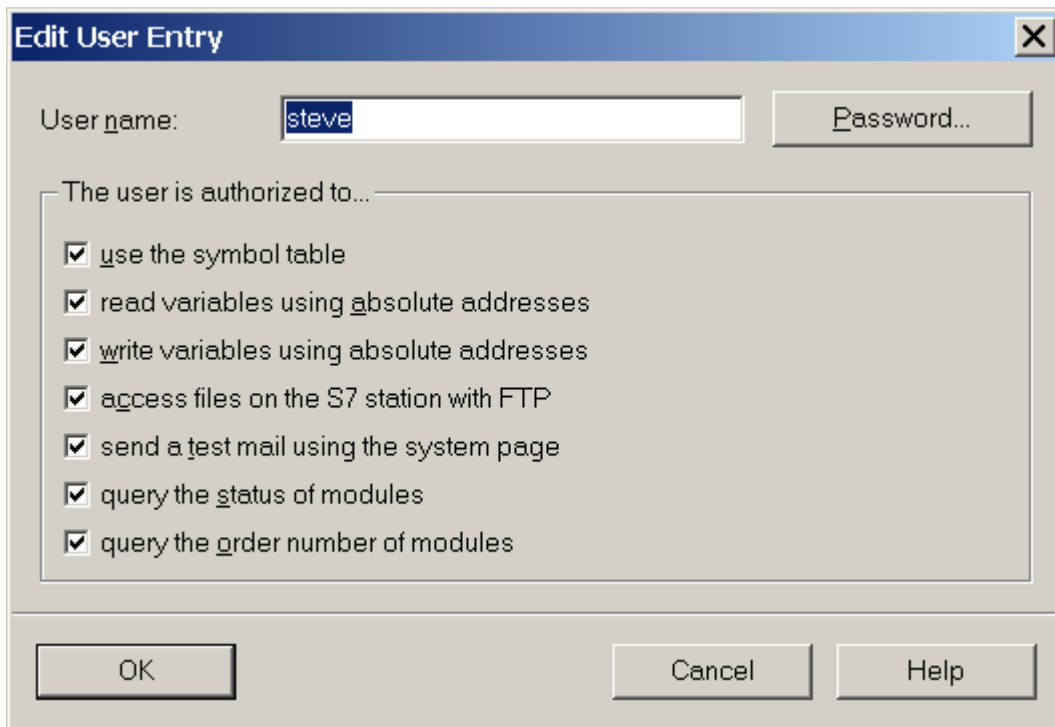 Edit User Entry
User name: steve Password...
The user is authorized to...
use the symbol table
read variables using absolute addresses
write variables using absolute addresses
access files on the S7 station with FTP
send a test mail using the system page
query the status of modules
query the order number of modules
OK Cancel Help